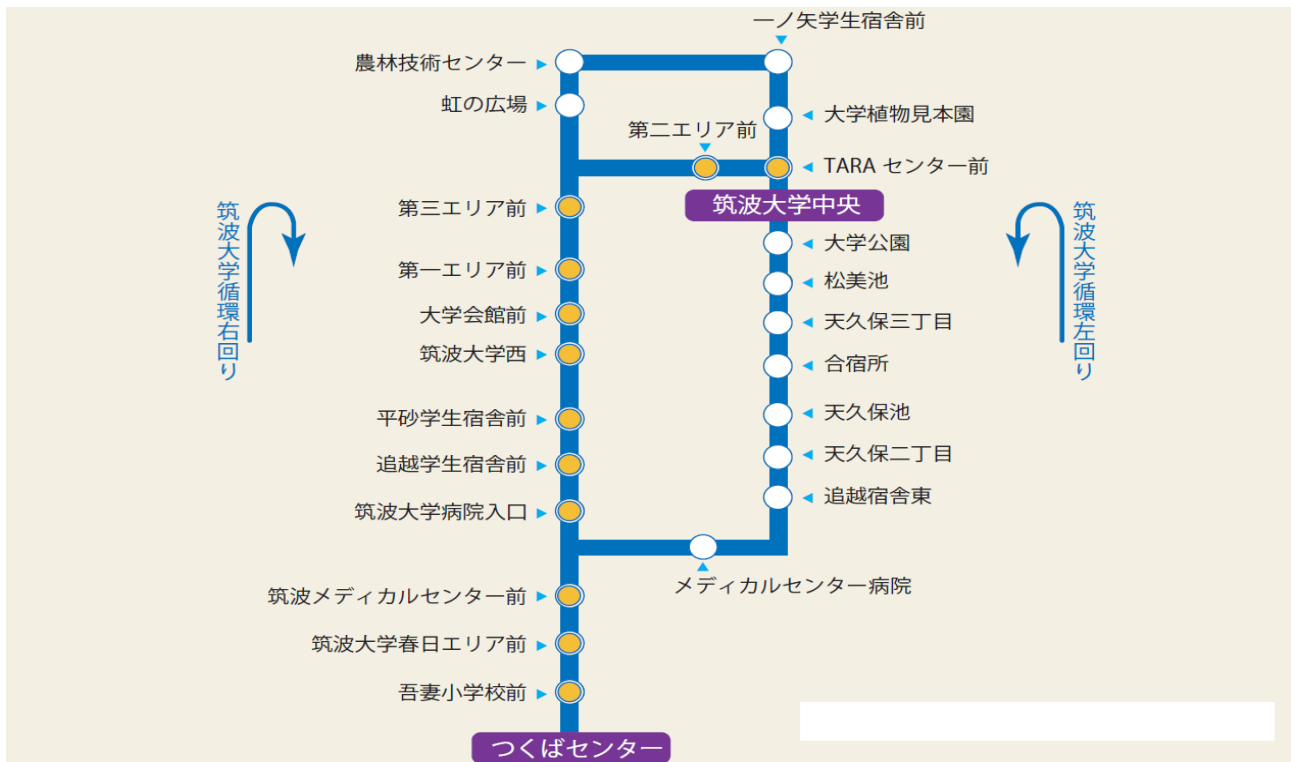 一ノ矢学生宿舎前
農林技術センター
虹の広場
大学植物見本園
第二エリア前
TARA センター前
筑波大学中央
第三エリア前
筑波大学循環右回り
筑波大学循環左回り
大学公園
第一エリア前
松美池
大学会館前
天久保三丁目
筑波大学西
合宿所
平砂学生宿舎前
天久保池
追越学生宿舎前
天久保二丁目
筑波大学病院入口
追越宿舎東
メディカルセンター病院
筑波メディカルセンター前
筑波大学春日エリア前
吾妻小学校前
つくばセンター